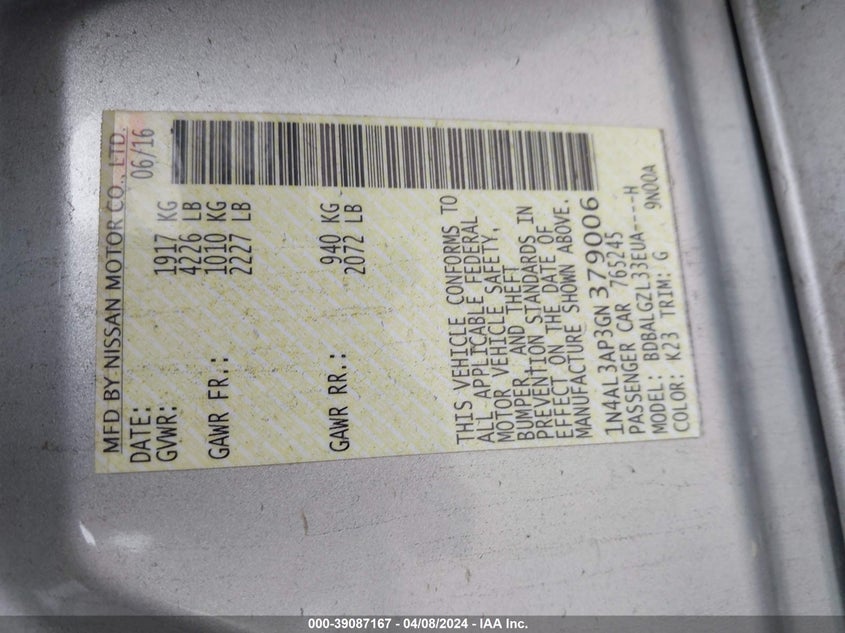 MFD BY NISSAN MOTOR CO., LTD.
DATE: 06/16
GVWR: 1917 KG
4226 LB
GAWR FR.: 1010 KG
2227 LB
GAWR RR.: 940 KG
2072 LB
THIS VEHICLE CONFORMS TO
ALL APPLICABLE FEDERAL
MOTOR VEHICLE SAFETY,
BUMPER, AND THEFT
PREVENTION STANDARDS IN
EFFECT ON THE DATE OF
MANUFACTURE SHOWN ABOVE.
1N4AL3AP3GN379006
PASSENGER CAR 765245
MODEL: BDBALGZL33EUA----H
COLOR: K23 TRIM: G 9N00A
000-39087167 - 04/08/2024 - IAA Inc.